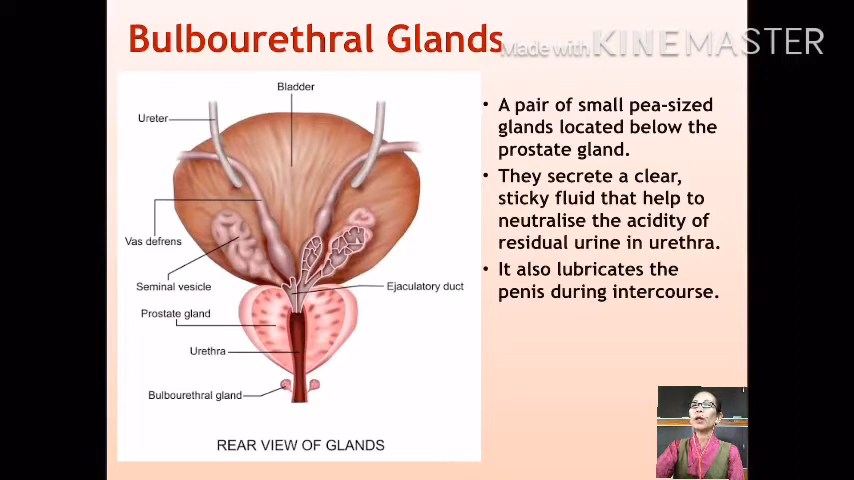 Bulbourethral Glands
Made with KINEMASTER
Bladder
Ureter
Vas defrens
Seminal vesicle
Ejaculatory duct
Prostate gland
Urethra
Bulbourethral gland
REAR VIEW OF GLANDS
• A pair of small pea-sized
glands located below the
prostate gland.
• They secrete a clear,
sticky fluid that help to
neutralise the acidity of
residual urine in urethra.
• It also lubricates the
penis during intercourse.